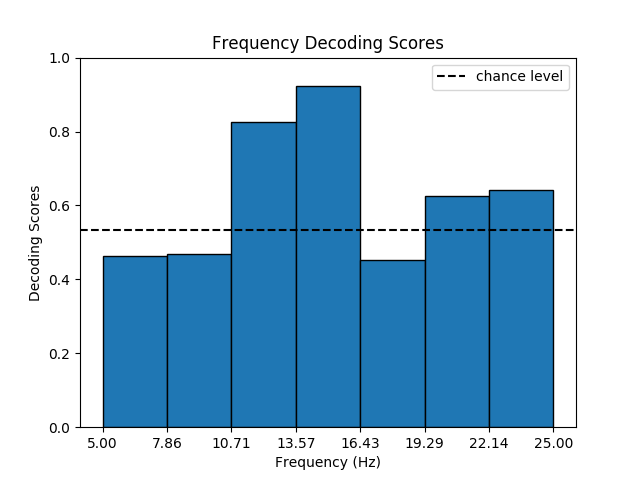 Frequency Decoding Scores
1.0
chance level
0.8
0.6
0.4
0.2
0.0
Decoding Scores
5.00 7.86 10.71 13.57 16.43 19.29 22.14 25.00
Frequency (Hz)